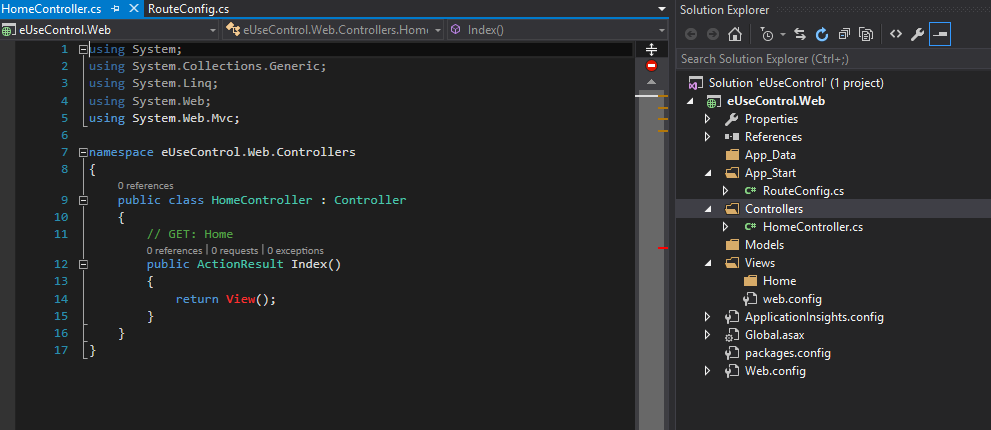 HomeController.cs RouteConfig.cs
eUseControl.Web eUseControl.Web.Controllers.Home Index()
1 using System;
2 using System.Collections.Generic;
3 using System.Linq;
4 using System.Web;
5 using System.Web.Mvc;
6
7 namespace eUseControl.Web.Controllers
8 {
0 references
9 public class HomeController : Controller
10 {
11 // GET: Home
0 references | 0 requests | 0 exceptions
12 public ActionResult Index()
13 {
14 return View();
15 }
16 }
17 }
Solution Explorer
Search Solution Explorer (Ctrl+;)
Solution 'eUseControl' (1 project)
eUseControl.Web
Properties
References
App_Data
App_Start
C# RouteConfig.cs
Controllers
C# HomeController.cs
Models
Views
Home
web.config
ApplicationInsights.config
Global.asax
packages.config
Web.config